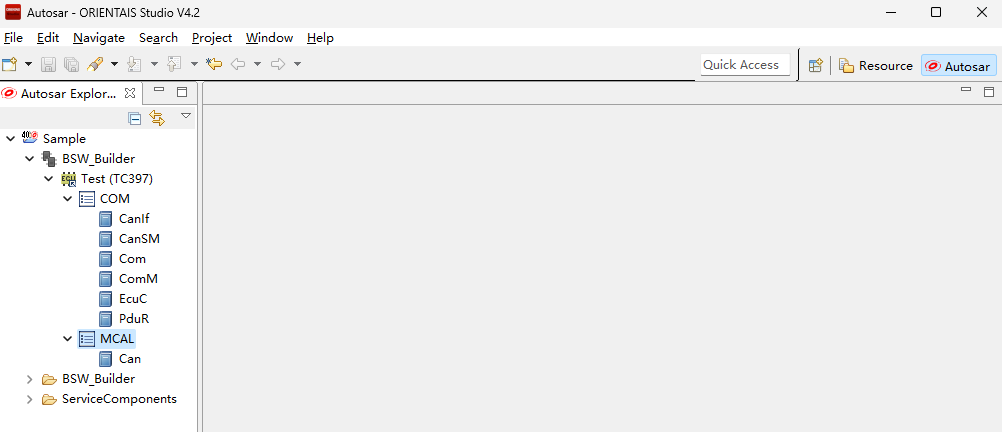 Autosar - ORIENTAIS Studio V4.2
File Edit Navigate Search Project Window Help
Quick Access Resource Autosar
Autosar Explor...
Sample
BSW_Builder
Test (TC397)
COM
CanIf
CanSM
Com
ComM
EcuC
PduR
MCAL
Can
BSW_Builder
ServiceComponents